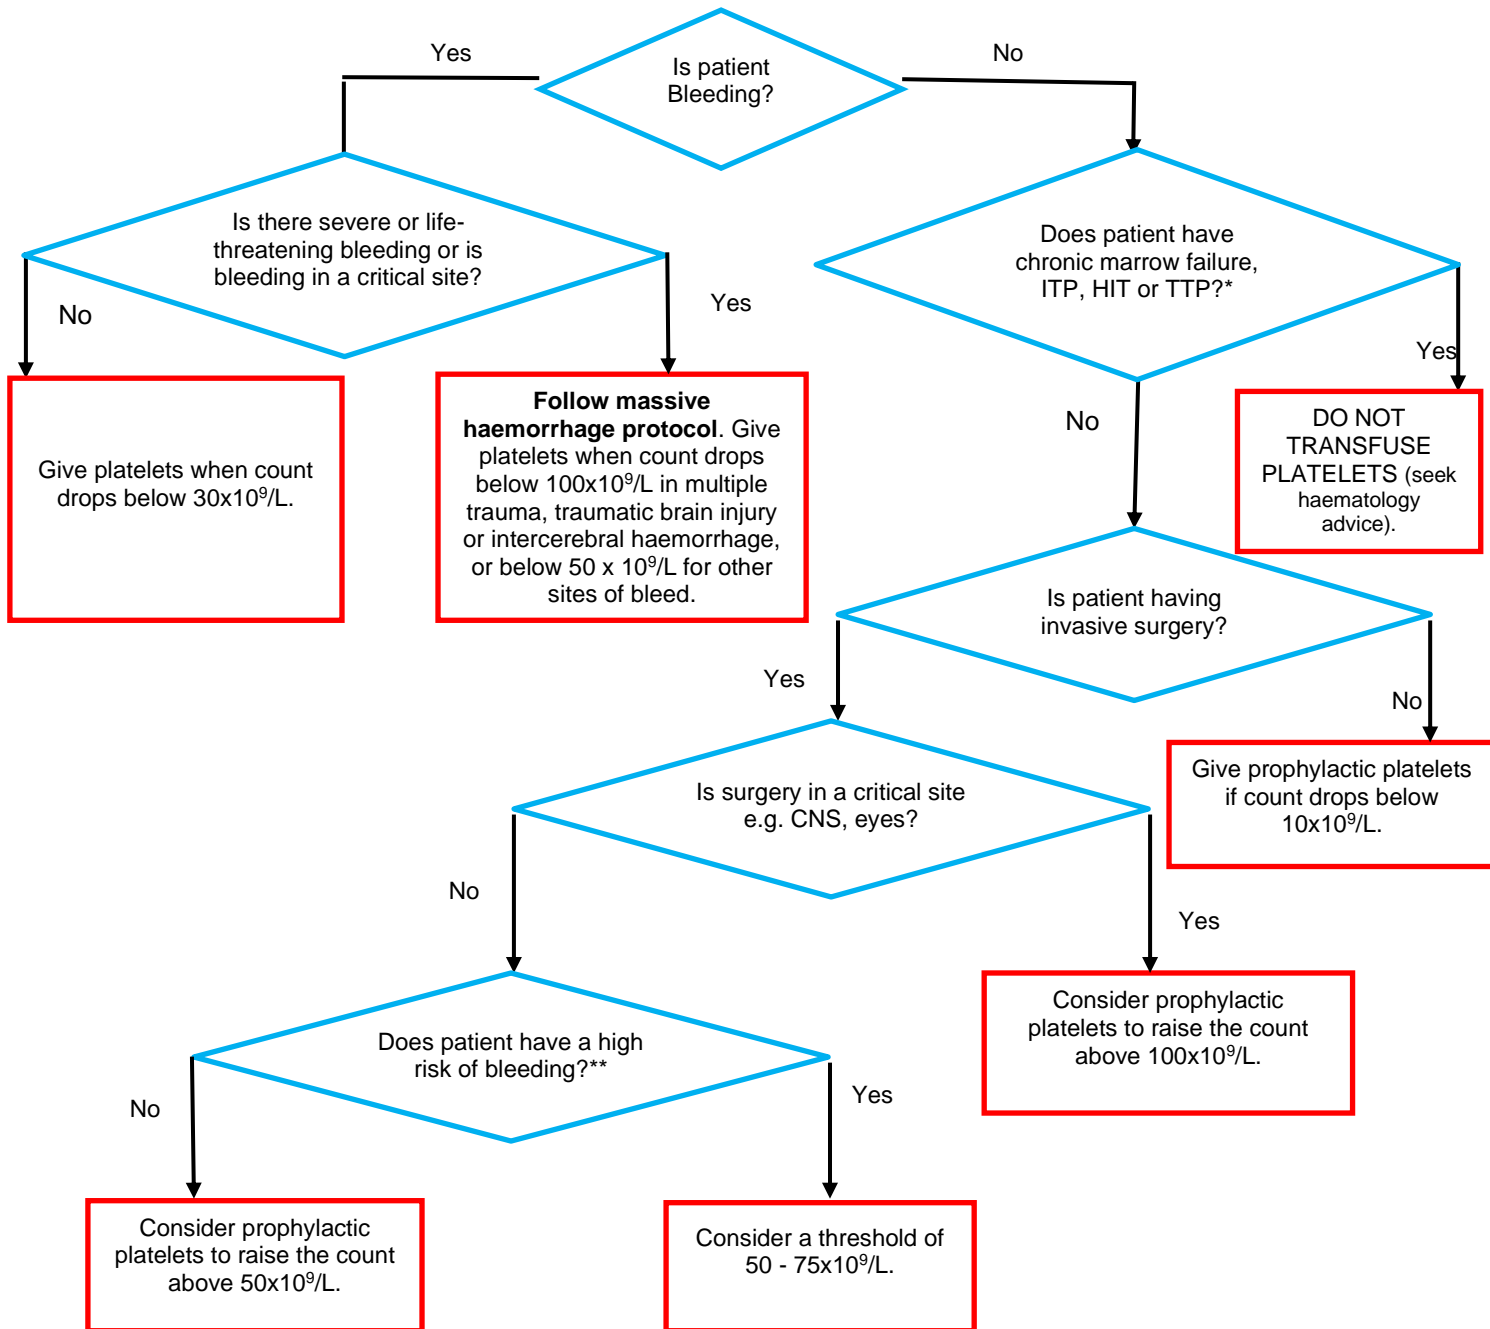 Yes
Is patient
Bleeding?
No
Is there severe or life-
threatening bleeding or is
bleeding in a critical site?
Does patient have
chronic marrow failure,
ITP, HIT or TTP?*
No
Yes
Yes
Give platelets when count
drops below 30x10⁹/L.
Follow massive
haemorrhage protocol. Give
platelets when count drops
below 100x10⁹/L in multiple
trauma, traumatic brain injury
or intercerebral haemorrhage,
or below 50 x 10⁹/L for other
sites of bleed.
No
DO NOT
TRANSFUSE
PLATELETS (seek
haematology
advice).
Is patient having
invasive surgery?
Yes
No
Is surgery in a critical site
e.g. CNS, eyes?
Give prophylactic platelets
if count drops below
10x10⁹/L.
No
Yes
Does patient have a high
risk of bleeding?**
Consider prophylactic
platelets to raise the count
above 100x10⁹/L.
No
Yes
Consider prophylactic
platelets to raise the count
above 50x10⁹/L.
Consider a threshold of
50 - 75x10⁹/L.